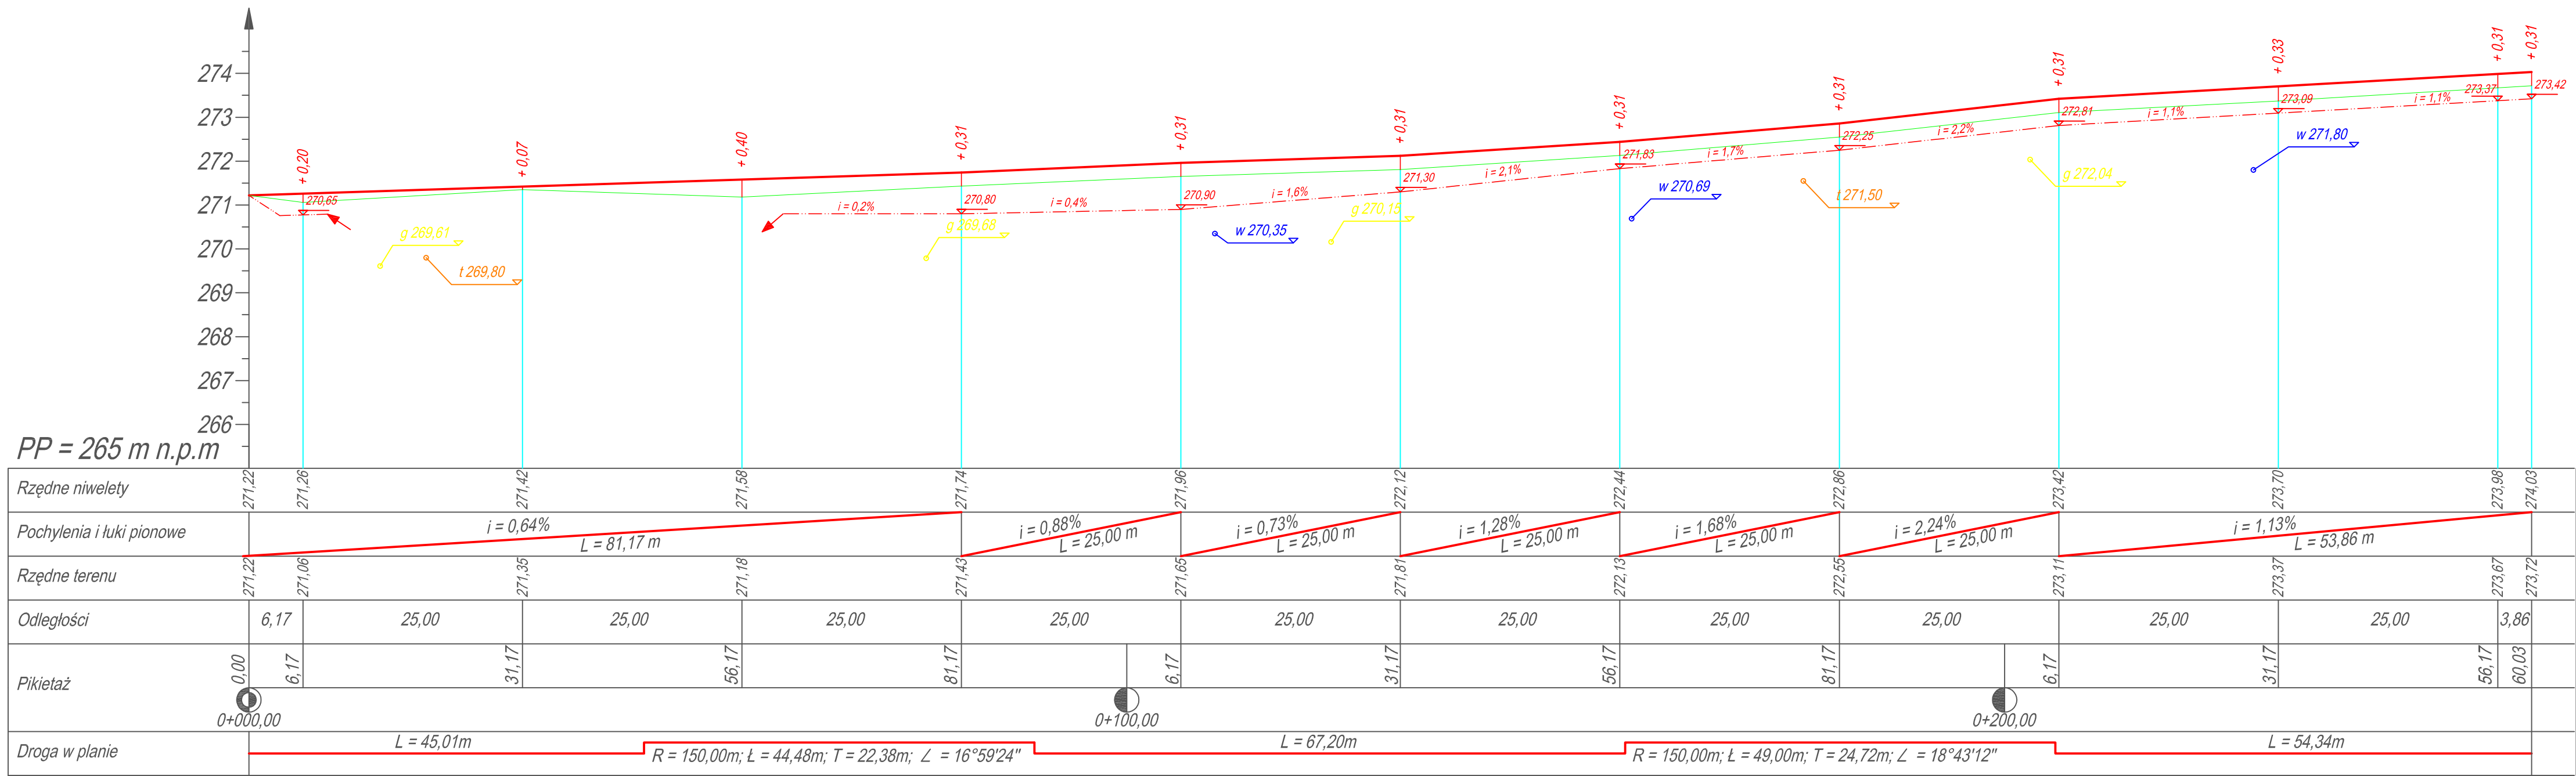 + 0,20
+ 0,07
+ 0,40
+ 0,31
+ 0,31
+ 0,31
+ 0,31
+ 0,31
+ 0,31
+ 0,33
+ 0,31
+ 0,31
274
273
272
271
270
269
268
267
266
270,65
i = 0,2%
270,80
i = 0,4%
270,90
i = 1,6%
271,30
i = 2,1%
271,83
i = 1,7%
272,25
i = 2,2%
272,81
i = 1,1%
273,09
i = 1,1%
273,37
273,42
g 269,61
t 269,80
g 269,68
w 270,35
g 270,15
w 270,69
t 271,50
g 272,04
w 271,80
PP = 265 m n.p.m
Rzędne niwelety
271,22 271,26 271,42 271,58 271,74 271,96 272,12 272,44 272,86 273,42 273,70 273,98 274,03
Pochylenia i łuki pionowe
i = 0,64%
L = 81,17 m
i = 0,88%
L = 25,00 m
i = 0,73%
L = 25,00 m
i = 1,28%
L = 25,00 m
i = 1,68%
L = 25,00 m
i = 2,24%
L = 25,00 m
i = 1,13%
L = 53,86 m
Rzędne terenu
271,22 271,06 271,35 271,18 271,43 271,65 271,81 272,13 272,55 273,11 273,37 273,67 273,72
Odległości
6,17 25,00 25,00 25,00 25,00 25,00 25,00 25,00 25,00 25,00 25,00 3,86
Pikietaż
0,00 6,17 31,17 56,17 81,17 6,17 31,17 56,17 81,17 6,17 31,17 56,17 60,03
0+000,00 0+100,00 0+200,00
Droga w planie
L = 45,01m
R = 150,00m; Ł = 44,48m; T = 22,38m; ∠ = 16°59'24"
L = 67,20m
R = 150,00m; Ł = 49,00m; T = 24,72m; ∠ = 18°43'12"
L = 54,34m